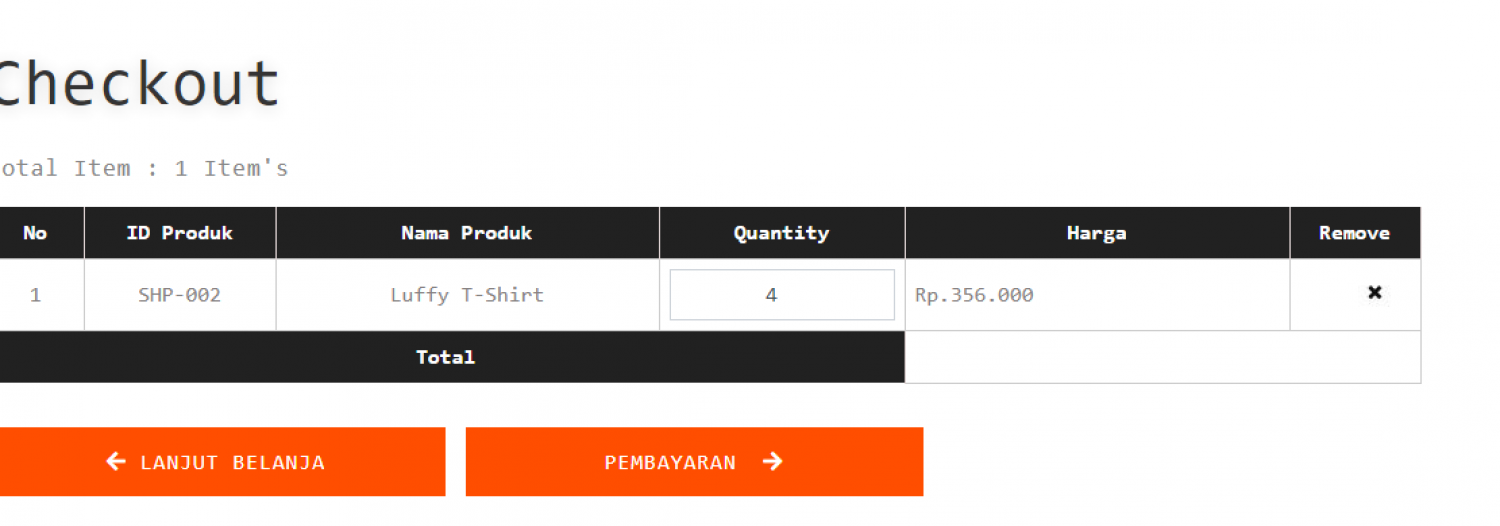 Checkout
otal Item : 1 Item's
No ID Produk Nama Produk Quantity Harga Remove
1 SHP-002 Luffy T-Shirt 4 Rp.356.000 ✖
Total
← LANJUT BELANJA PEMBAYARAN →